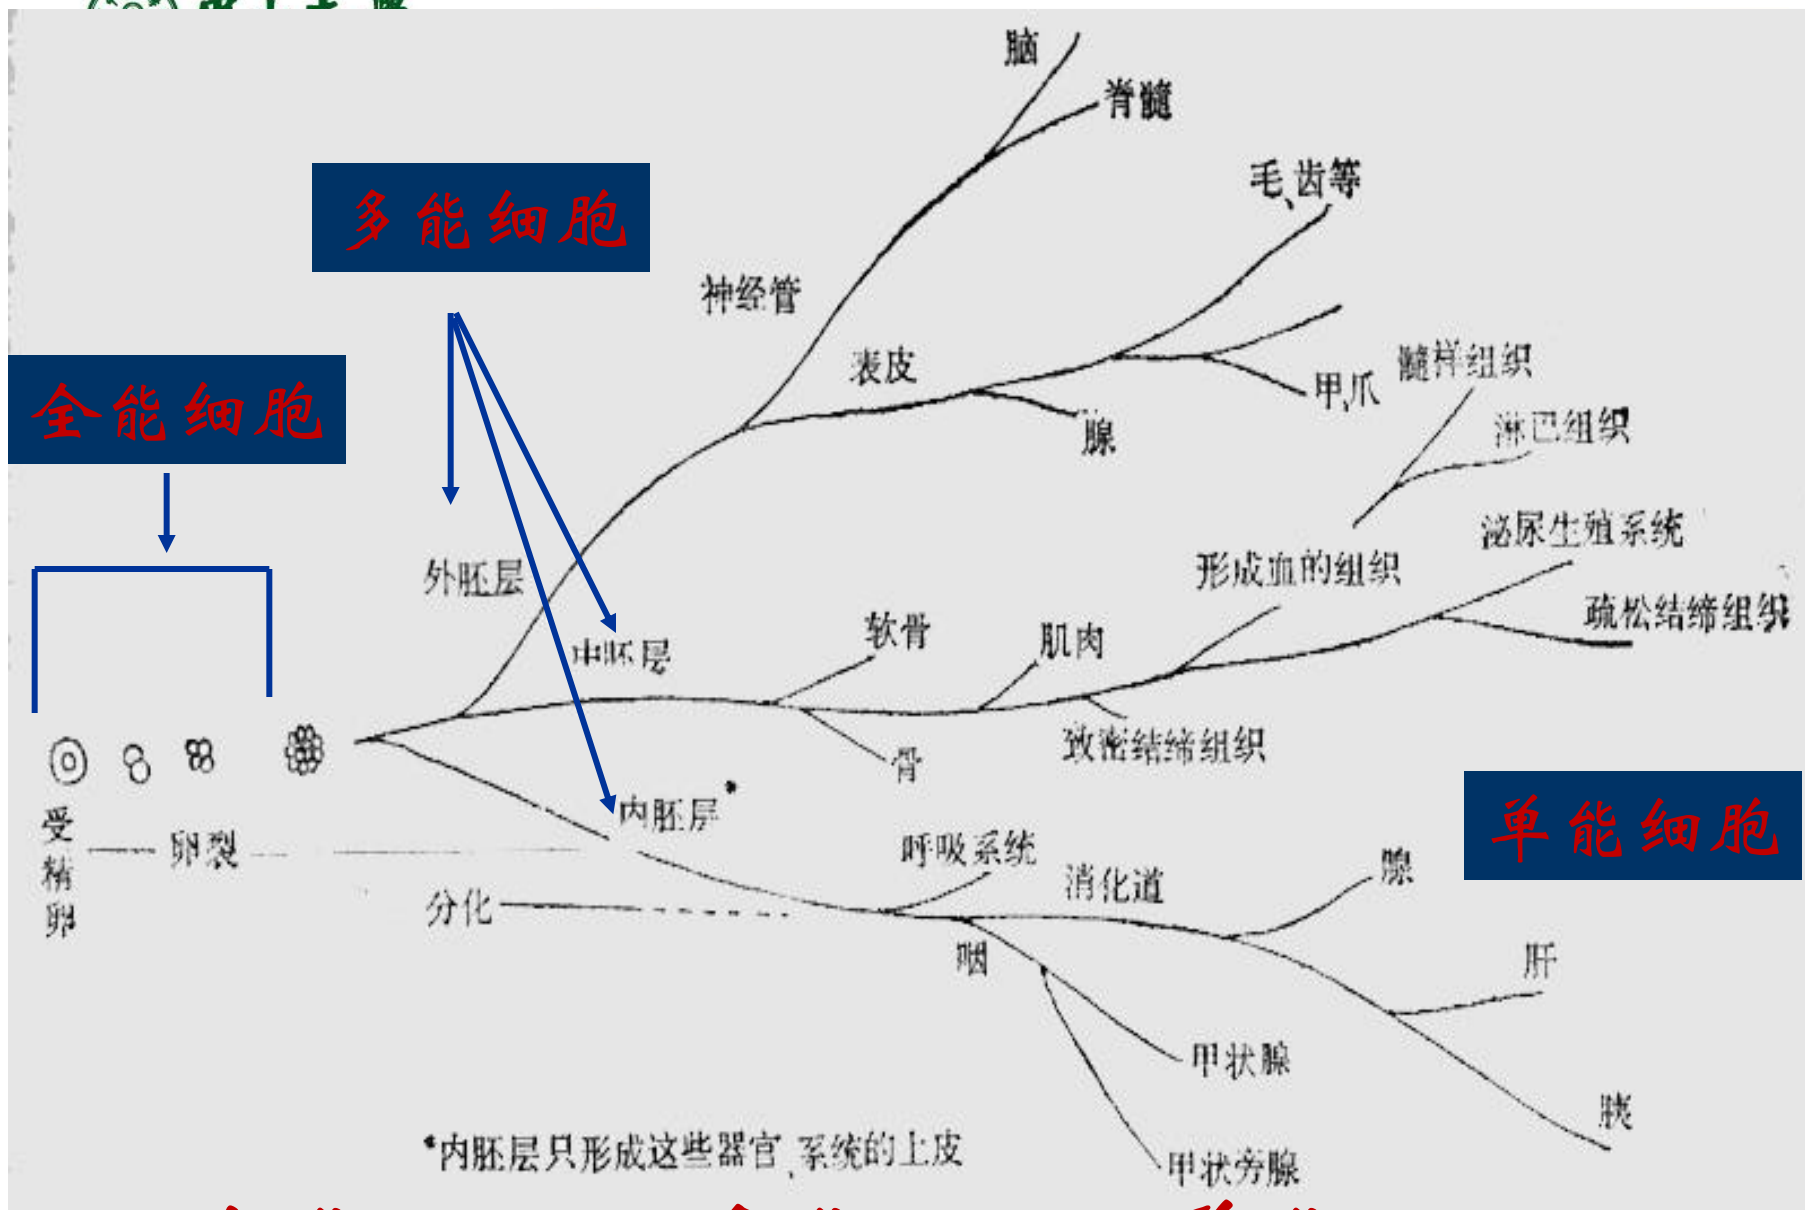 脑
脊髓
毛、齿等
多能细胞
神经管
表皮
髓样组织
甲、爪
全能细胞
淋巴组织
腺
泌尿生殖系统
外胚层
形成血的组织
疏松结缔组织
软骨
肌肉
中胚层
致密结缔组织
骨
内胚层*
单能细胞
受精卵
卵裂
呼吸系统
消化道
腺
分化
咽
肝
甲状腺
胰
*内胚层只形成这些器官、系统的上皮
甲状旁腺